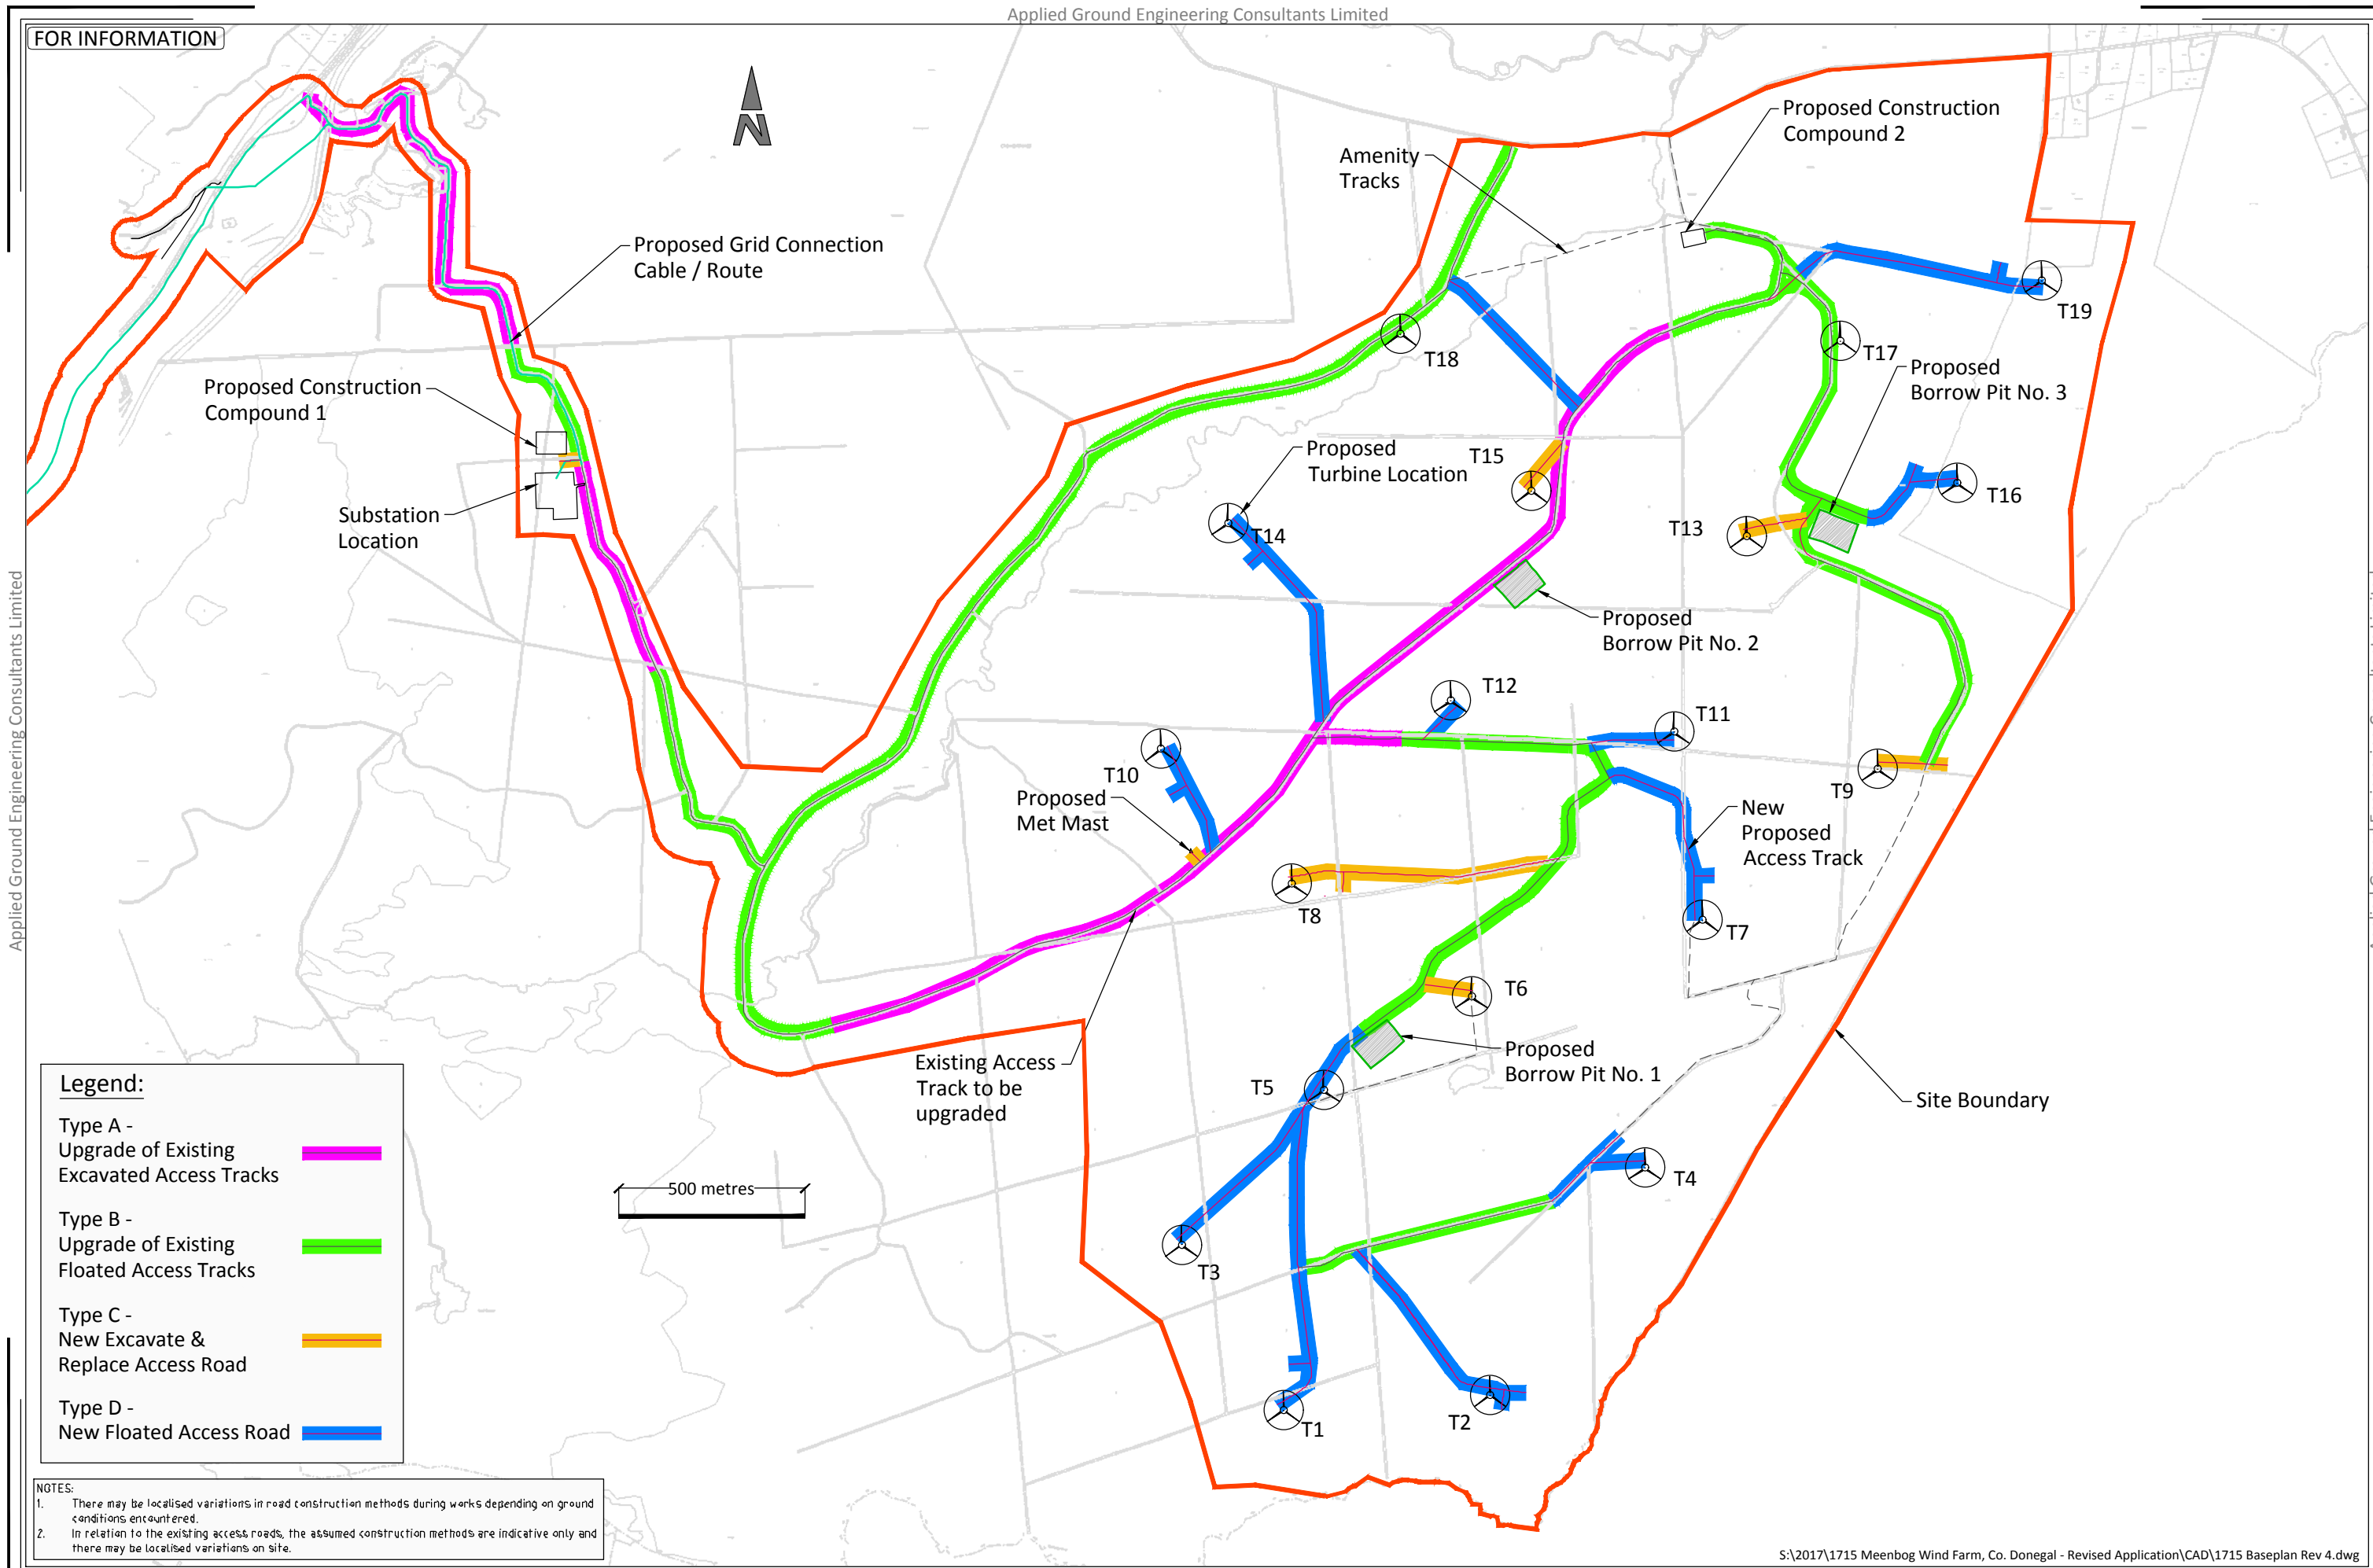 Applied Ground Engineering Consultants Limited
FOR INFORMATION
Proposed Construction
Compound 2
Amenity
Tracks
Proposed Grid Connection
Cable / Route
T19
T18
T17
Proposed
Borrow Pit No. 3
Proposed Construction
Compound 1
Proposed
Turbine Location
T15
T16
Substation
Location
T14
T13
Proposed
Borrow Pit No. 2
T12
T11
T10
Proposed
Met Mast
T9
New
Proposed
Access Track
T8
T7
T6
Existing Access
Track to be
upgraded
Proposed
Borrow Pit No. 1
T5
Site Boundary
T4
500 metres
T3
T2
T1
Applied Ground Engineering Consultants Limited
Legend:
Type A -
Upgrade of Existing
Excavated Access Tracks
Type B -
Upgrade of Existing
Floated Access Tracks
Type C -
New Excavate &
Replace Access Road
Type D -
New Floated Access Road
NOTES:
1. There may be localised variations in road construction methods during works depending on ground
conditions encountered.
2. In relation to the existing access roads, the assumed construction methods are indicative only and
there may be localised variations on site.
S:\2017\1715 Meenbog Wind Farm, Co. Donegal - Revised Application\CAD\1715 Baseplan Rev 4.dwg